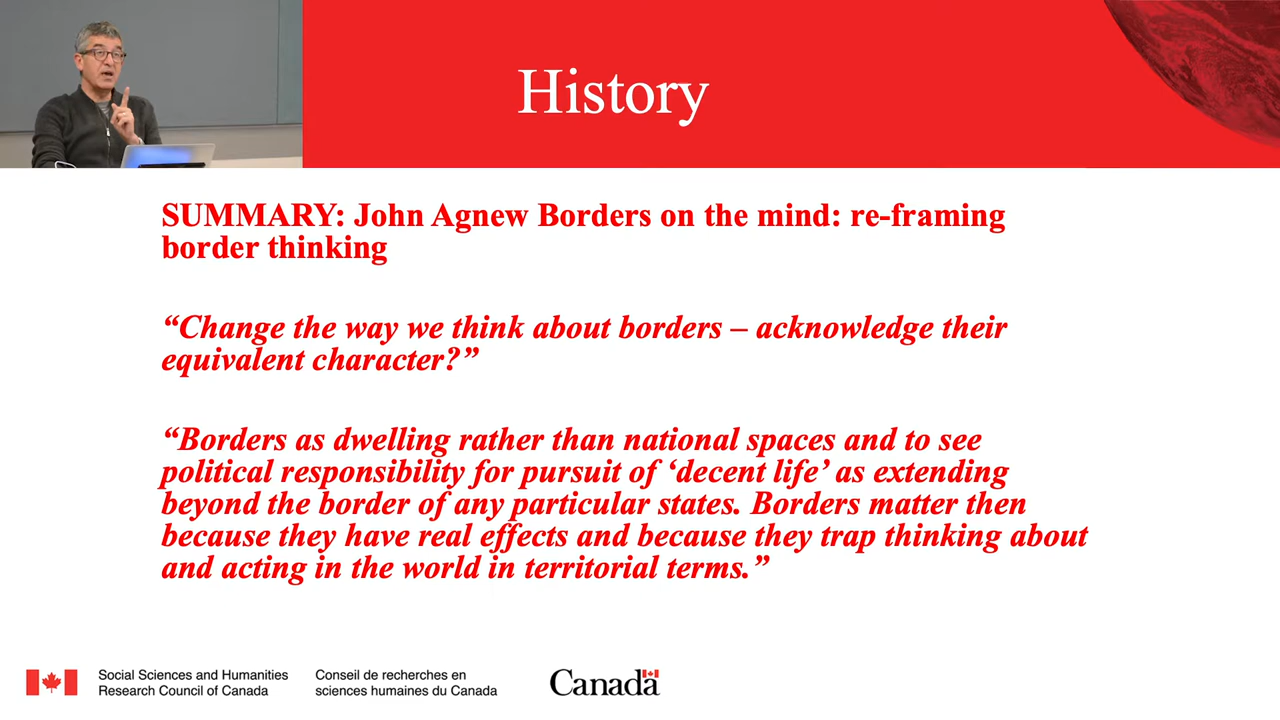 History
SUMMARY: John Agnew Borders on the mind: re-framing
border thinking
“Change the way we think about borders – acknowledge their
equivalent character?”
“Borders as dwelling rather than national spaces and to see
political responsibility for pursuit of ‘decent life’ as extending
beyond the border of any particular states. Borders matter then
because they have real effects and because they trap thinking about
and acting in the world in territorial terms.”
Social Sciences and Humanities
Research Council of Canada
Conseil de recherches en
sciences humaines du Canada
Canada